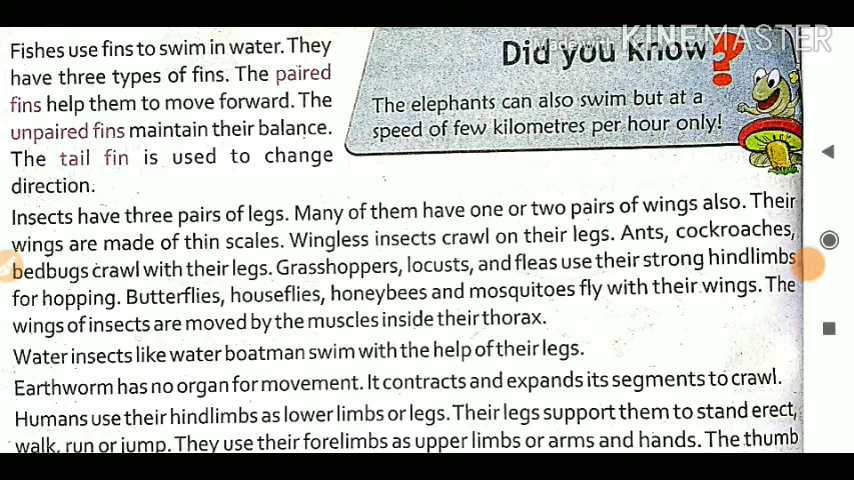 Fishes use fins to swim in water. They
have three types of fins. The paired
fins help them to move forward. The
unpaired fins maintain their balance.
The tail fin is used to change
direction.
Made with KINEMASTER
Did you know?
The elephants can also swim but at a
speed of few kilometres per hour only!
Insects have three pairs of legs. Many of them have one or two pairs of wings also. Their
wings are made of thin scales. Wingless insects crawl on their legs. Ants, cockroaches,
bedbugs crawl with their legs. Grasshoppers, locusts, and fleas use their strong hindlimbs
for hopping. Butterflies, houseflies, honeybees and mosquitoes fly with their wings. The
wings of insects are moved by the muscles inside their thorax.
Water insects like water boatman swim with the help of their legs.
Earthworm has no organ for movement. It contracts and expands its segments to crawl.
Humans use their hindlimbs as lower limbs or legs. Their legs support them to stand erect,
walk, run or jump. They use their forelimbs as upper limbs or arms and hands. The thumb